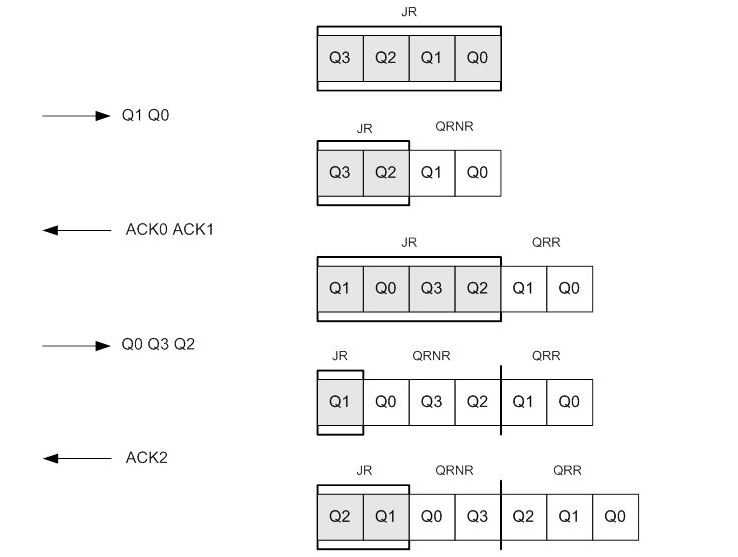 JR
Q3 Q2 Q1 Q0
Q1 Q0
JR QRNR
Q3 Q2 Q1 Q0
ACK0 ACK1
JR QRR
Q1 Q0 Q3 Q2 Q1 Q0
Q0 Q3 Q2
JR QRNR QRR
Q1 Q0 Q3 Q2 Q1 Q0
ACK2
JR QRNR QRR
Q2 Q1 Q0 Q3 Q2 Q1 Q0